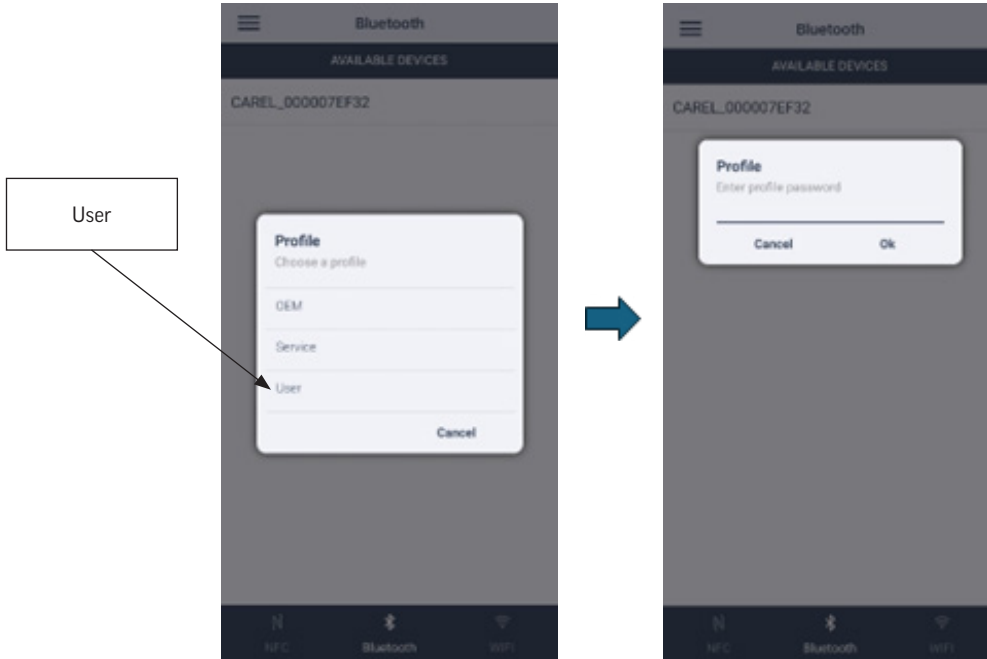 User
Bluetooth
AVAILABLE DEVICES
CAREL_000007EF32
Profile
Choose a profile
OEM
Service
User
Cancel
NFC
Bluetooth
WIFI
Bluetooth
AVAILABLE DEVICES
CAREL_000007EF32
Profile
Enter profile password
Cancel Ok
NFC
Bluetooth
WIFI